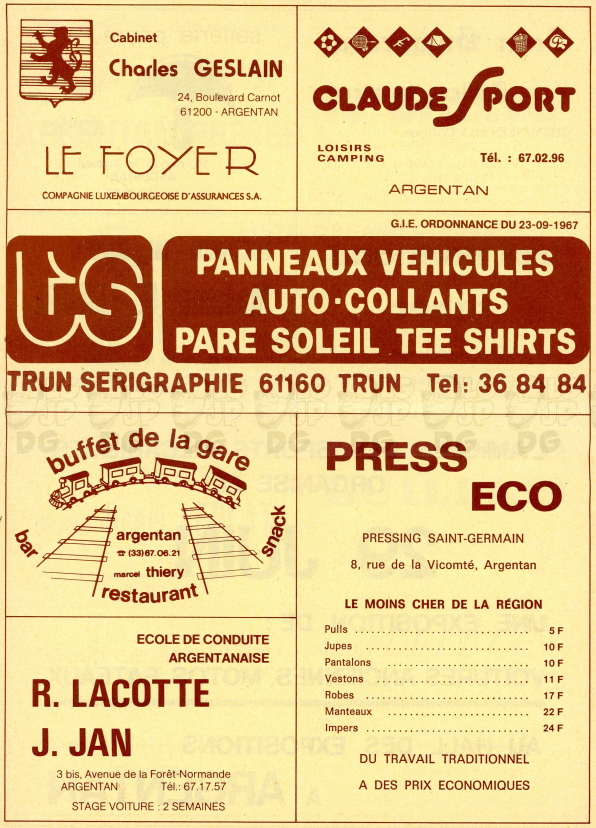 Cabinet
Charles GESLAIN
24, Boulevard Carnot
61200 - ARGENTAN
LE FOYER
COMPAGNIE LUXEMBOURGEOISE D'ASSURANCES S.A.
CLAUDE SPORT
LOISIRS
CAMPING
Tél. : 67.02.96
ARGENTAN
G.I.E. ORDONNANCE DU 23-09-1967
ts
PANNEAUX VEHICULES
AUTO-COLLANTS
PARE SOLEIL TEE SHIRTS
TRUN SERIGRAPHIE 61160 TRUN Tel: 36 84 84
buffet de la gare
bar
argentan
☎ (33) 67.06.21
marcel thiery
restaurant
snack
PRESS
ECO
PRESSING SAINT-GERMAIN
8, rue de la Vicomté, Argentan
LE MOINS CHER DE LA RÉGION
Pulls .......... 5 F
Jupes .......... 10 F
Pantalons .......... 10 F
Vestons .......... 11 F
Robes .......... 17 F
Manteaux .......... 22 F
Impers .......... 24 F
DU TRAVAIL TRADITIONNEL
A DES PRIX ECONOMIQUES
ECOLE DE CONDUITE
ARGENTANAISE
R. LACOTTE
J. JAN
3 bis, Avenue de la Forêt-Normande
ARGENTAN Tél.: 67.17.57
STAGE VOITURE : 2 SEMAINES